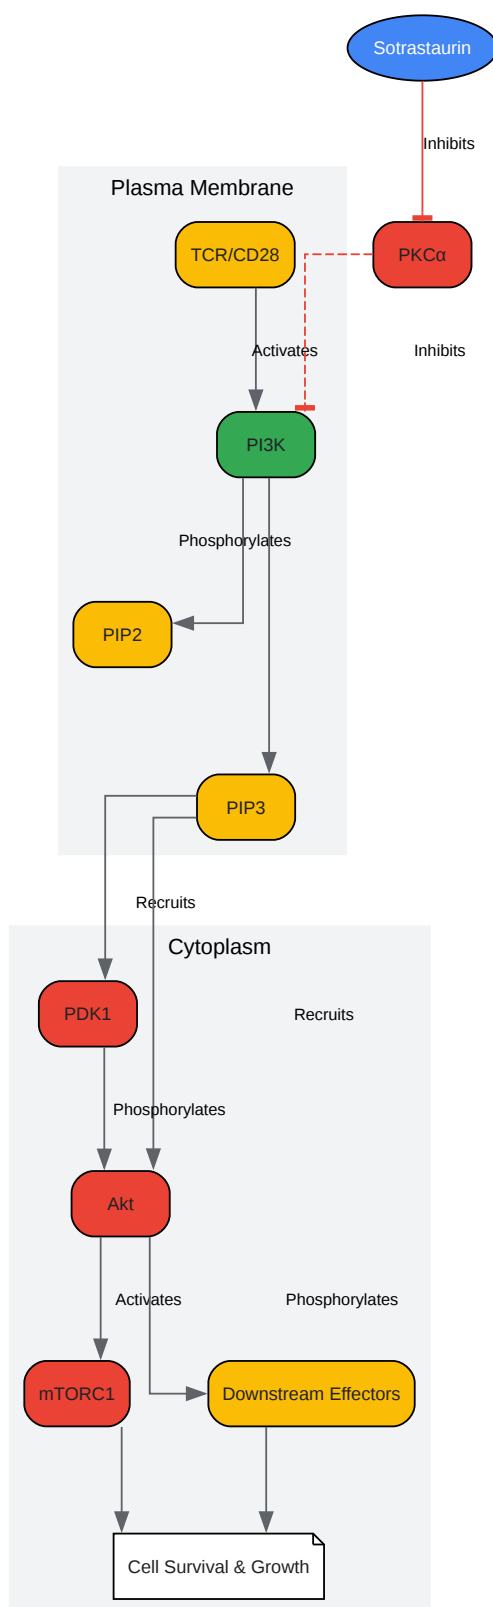 Sotrastaurin
Inhibits
Plasma Membrane
TCR/CD28
PKCα
Activates
Inhibits
PI3K
Phosphorylates
PIP2
PIP3
Recruits
Cytoplasm
PDK1
Recruits
Phosphorylates
Akt
Activates
Phosphorylates
mTORC1
Downstream Effectors
Cell Survival & Growth